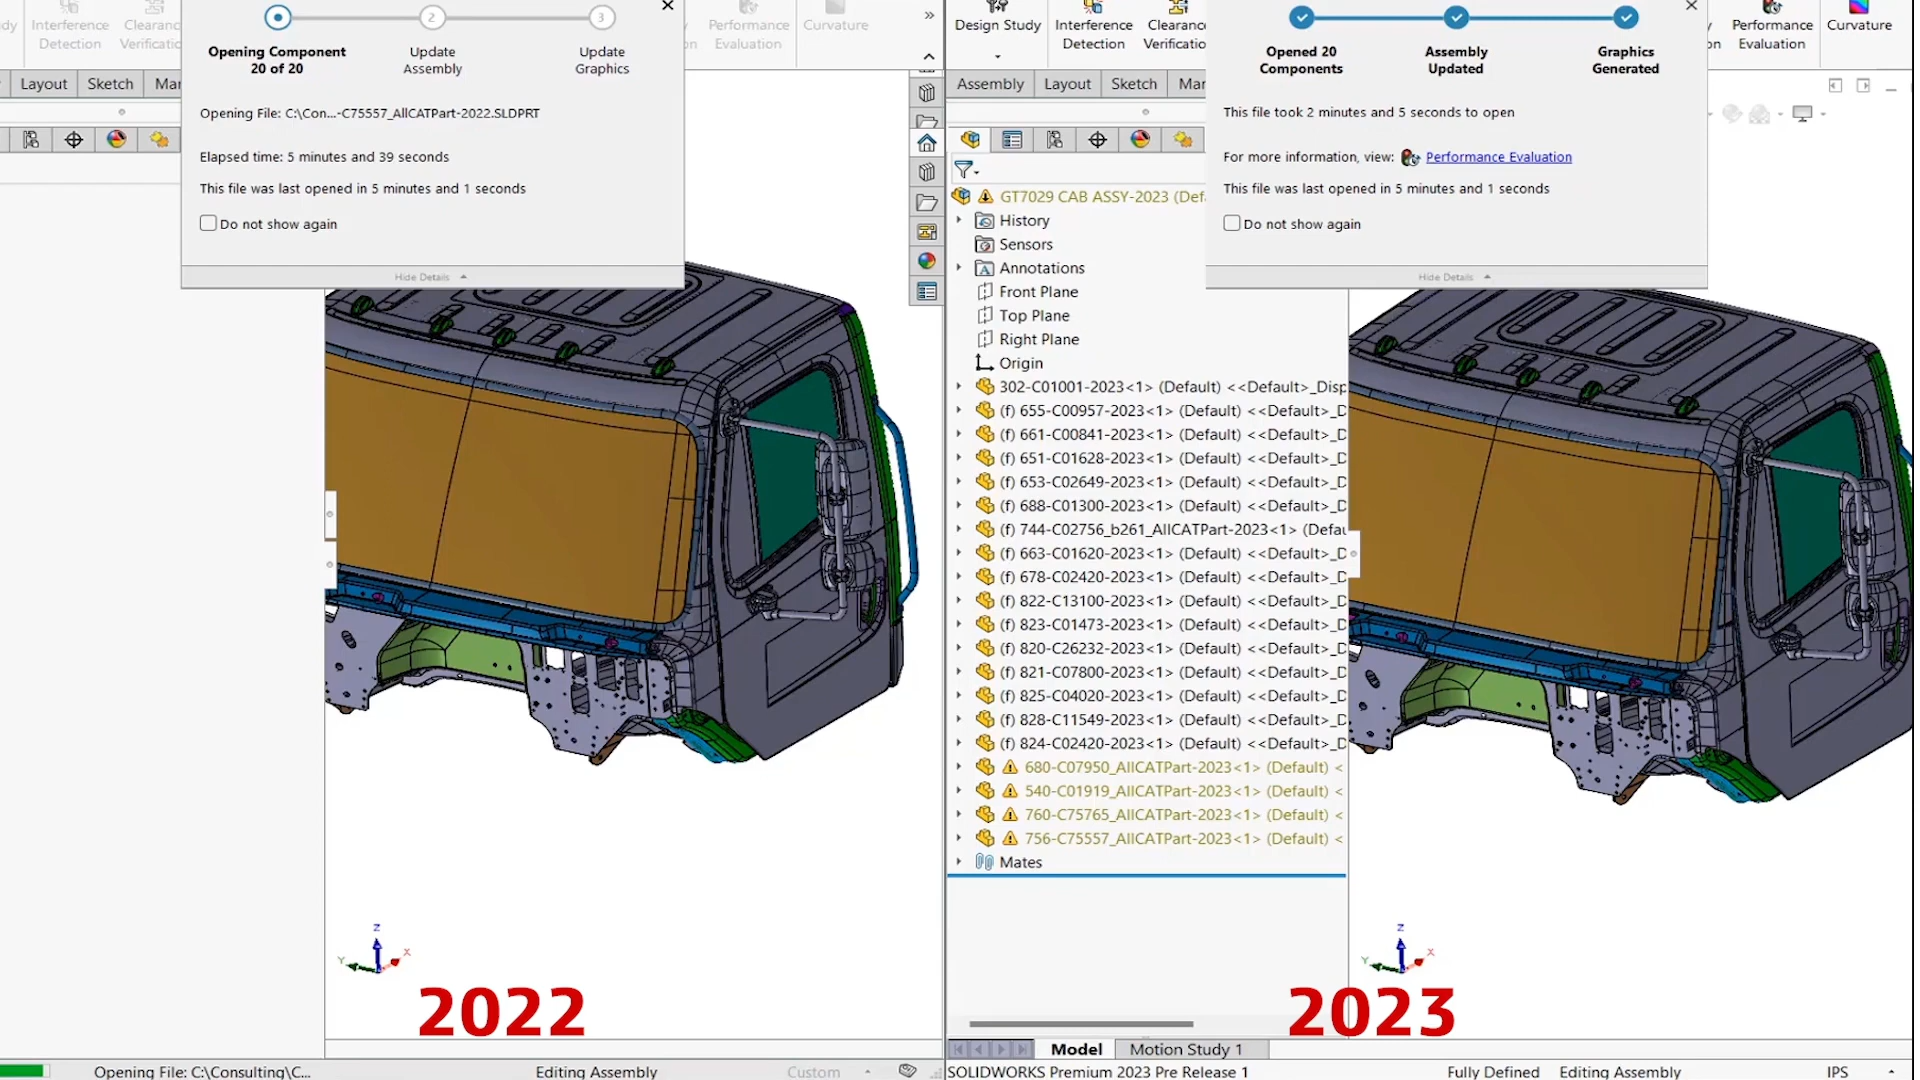 Interference
Detection
Clearance
Verificatio
Performance
Evaluation
Curvature
Opening Component
20 of 20
2
Update
Assembly
3
Update
Graphics
Layout
Sketch
Mar
Opening File: C:\Con...-C75557_AllCATPart-2022.SLDPRT
Elapsed time: 5 minutes and 39 seconds
This file was last opened in 5 minutes and 1 seconds
Do not show again
Hide Details
Z
Y
X
2022
Opening File: C:\Consulting\C...
Editing Assembly
Custom
Design Study
Interference
Detection
Clearance
Verificatio
Performance
Evaluation
Curvature
Opened 20
Components
Assembly
Updated
Graphics
Generated
Assembly
Layout
Sketch
Mar
This file took 2 minutes and 5 seconds to open
For more information, view: Performance Evaluation
This file was last opened in 5 minutes and 1 seconds
Do not show again
Hide Details
GT7029 CAB ASSY-2023 (Def
History
Sensors
Annotations
Front Plane
Top Plane
Right Plane
Origin
302-C01001-2023<1> (Default) <<Default>_Disp
(f) 655-C00957-2023<1> (Default) <<Default>_D
(f) 661-C00841-2023<1> (Default) <<Default>_D
(f) 651-C01628-2023<1> (Default) <<Default>_D
(f) 653-C02649-2023<1> (Default) <<Default>_D
(f) 688-C01300-2023<1> (Default) <<Default>_D
(f) 744-C02756_b261_AllCATPart-2023<1> (Defau
(f) 663-C01620-2023<1> (Default) <<Default>_D
(f) 678-C02420-2023<1> (Default) <<Default>_D
(f) 822-C13100-2023<1> (Default) <<Default>_D
(f) 823-C01473-2023<1> (Default) <<Default>_D
(f) 820-C26232-2023<1> (Default) <<Default>_D
(f) 821-C07800-2023<1> (Default) <<Default>_D
(f) 825-C04020-2023<1> (Default) <<Default>_D
(f) 828-C11549-2023<1> (Default) <<Default>_D
(f) 824-C02420-2023<1> (Default) <<Default>_D
680-C07950_AllCATPart-2023<1> (Default) <
540-C01919_AllCATPart-2023<1> (Default) <
760-C75765_AllCATPart-2023<1> (Default) <
756-C75557_AllCATPart-2023<1> (Default) <
Mates
Z
Y
X
2023
Model
Motion Study 1
SOLIDWORKS Premium 2023 Pre Release 1
Fully Defined
Editing Assembly
IPS